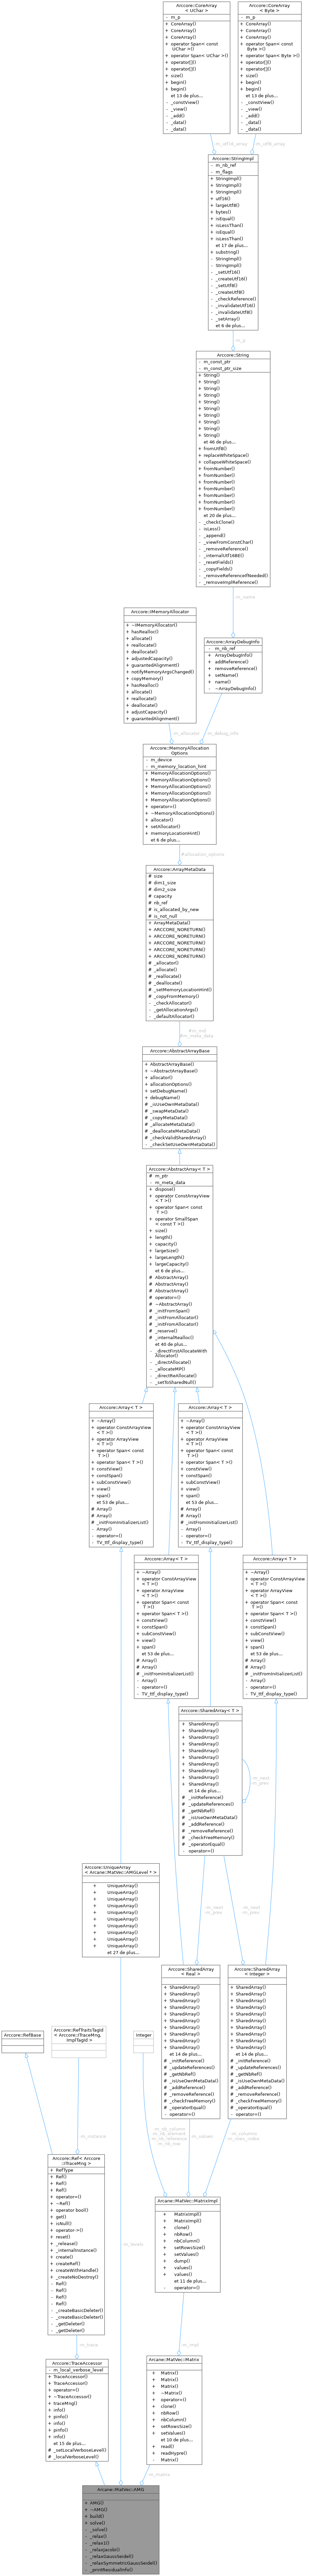 Arccore::CoreArray
< UChar >
- m_p
+ CoreArray()
+ CoreArray()
+ CoreArray()
+ operator Span< const
UChar >()
+ operator Span< UChar >()
+ operator[]()
+ operator[]()
+ size()
+ begin()
+ begin()
et 13 de plus...
- _constView()
- _view()
- _add()
- _data()
- _data()
Arccore::CoreArray
< Byte >
- m_p
+ CoreArray()
+ CoreArray()
+ CoreArray()
+ operator Span< const
Byte >()
+ operator Span< Byte >()
+ operator[]()
+ operator[]()
+ size()
+ begin()
+ begin()
et 13 de plus...
- _constView()
- _view()
- _add()
- _data()
- _data()
-m_utf16_array
-m_utf8_array
Arccore::StringImpl
- m_nb_ref
- m_flags
+ StringImpl()
+ StringImpl()
+ StringImpl()
+ utf16()
+ largeUtf8()
+ bytes()
+ isEqual()
+ isLessThan()
+ isEqual()
+ isLessThan()
et 17 de plus...
+ substring()
- StringImpl()
- StringImpl()
- _setUtf16()
- _createUtf16()
- _setUtf8()
- _createUtf8()
- _checkReference()
- _invalidateUtf16()
- _invalidateUtf8()
- _setArray()
et 6 de plus...
-m_p
Arccore::String
- m_const_ptr
- m_const_ptr_size
+ String()
+ String()
+ String()
+ String()
+ String()
+ String()
+ String()
+ String()
+ String()
+ String()
et 46 de plus...
+ fromUtf8()
+ replaceWhiteSpace()
+ collapseWhiteSpace()
+ fromNumber()
+ fromNumber()
+ fromNumber()
+ fromNumber()
+ fromNumber()
+ fromNumber()
+ fromNumber()
et 20 de plus...
- _checkClone()
- isLess()
- _append()
- _viewFromConstChar()
- _removeReference()
- _internalUtf16BE()
- _resetFields()
- _copyFields()
- _removeReferenceIfNeeded()
- _removeImplReference()
-m_name
Arccore::IMemoryAllocator
+ ~IMemoryAllocator()
+ hasRealloc()
+ allocate()
+ reallocate()
+ deallocate()
+ adjustedCapacity()
+ guarantedAlignment()
+ notifyMemoryArgsChanged()
+ copyMemory()
+ hasRealloc()
+ allocate()
+ reallocate()
+ deallocate()
+ adjustCapacity()
+ guarantedAlignment()
Arccore::ArrayDebugInfo
- m_nb_ref
+ ArrayDebugInfo()
+ addReference()
+ removeReference()
+ setName()
+ name()
- ~ArrayDebugInfo()
-m_allocator
-m_debug_info
Arccore::MemoryAllocation
Options
- m_device
- m_memory_location_hint
+ MemoryAllocationOptions()
+ MemoryAllocationOptions()
+ MemoryAllocationOptions()
+ MemoryAllocationOptions()
+ MemoryAllocationOptions()
+ operator=()
+ ~MemoryAllocationOptions()
+ allocator()
+ setAllocator()
+ memoryLocationHint()
et 6 de plus...
#allocation_options
Arccore::ArrayMetaData
# size
# dim1_size
# dim2_size
# capacity
# nb_ref
# is_allocated_by_new
# is_not_null
+ ArrayMetaData()
+ ARCCORE_NORETURN()
+ ARCCORE_NORETURN()
+ ARCCORE_NORETURN()
+ ARCCORE_NORETURN()
+ ARCCORE_NORETURN()
# _allocator()
# _allocate()
# _reallocate()
# _deallocate()
# _setMemoryLocationHint()
# _copyFromMemory()
- _checkAllocator()
- _getAllocationArgs()
- _defaultAllocator()
#m_md
#m_meta_data
Arccore::AbstractArrayBase
+ AbstractArrayBase()
+ ~AbstractArrayBase()
+ allocator()
+ allocationOptions()
+ setDebugName()
+ debugName()
# _isUseOwnMetaData()
# _swapMetaData()
# _copyMetaData()
# _allocateMetaData()
# _deallocateMetaData()
# _checkValidSharedArray()
- _checkSetUseOwnMetaData()
Arccore::AbstractArray< T >
# m_ptr
- m_meta_data
+ dispose()
+ operator ConstArrayView
< T >()
+ operator Span< const
T >()
+ operator SmallSpan
< const T >()
+ size()
+ length()
+ capacity()
+ largeSize()
+ largeLength()
+ largeCapacity()
et 6 de plus...
# AbstractArray()
# AbstractArray()
# AbstractArray()
# operator=()
# ~AbstractArray()
# _initFromSpan()
# _initFromAllocator()
# _initFromAllocator()
# _reserve()
# _internalRealloc()
et 40 de plus...
- _directFirstAllocateWith
Allocator()
- _directAllocate()
- _allocateMP()
- _directReAllocate()
- _setToSharedNull()
Arccore::Array< T >
+ ~Array()
+ operator ConstArrayView
< T >()
+ operator ArrayView
< T >()
+ operator Span< const
T >()
+ operator Span< T >()
+ constView()
+ constSpan()
+ subConstView()
+ view()
+ span()
et 53 de plus...
# Array()
# Array()
# _initFromInitializerList()
- Array()
- operator=()
- TV_ttf_display_type()
Arccore::Array< T >
+ ~Array()
+ operator ConstArrayView
< T >()
+ operator ArrayView
< T >()
+ operator Span< const
T >()
+ operator Span< T >()
+ constView()
+ constSpan()
+ subConstView()
+ view()
+ span()
et 53 de plus...
# Array()
# Array()
# _initFromInitializerList()
- Array()
- operator=()
- TV_ttf_display_type()
Arccore::Array< T >
+ ~Array()
+ operator ConstArrayView
< T >()
+ operator ArrayView
< T >()
+ operator Span< const
T >()
+ operator Span< T >()
+ constView()
+ constSpan()
+ subConstView()
+ view()
+ span()
et 53 de plus...
# Array()
# Array()
# _initFromInitializerList()
- Array()
- operator=()
- TV_ttf_display_type()
Arccore::Array< T >
+ ~Array()
+ operator ConstArrayView
< T >()
+ operator ArrayView
< T >()
+ operator Span< const
T >()
+ operator Span< T >()
+ constView()
+ constSpan()
+ subConstView()
+ view()
+ span()
et 53 de plus...
# Array()
# Array()
# _initFromInitializerList()
- Array()
- operator=()
- TV_ttf_display_type()
Arccore::SharedArray< T >
+ SharedArray()
+ SharedArray()
+ SharedArray()
+ SharedArray()
+ SharedArray()
+ SharedArray()
+ SharedArray()
+ SharedArray()
+ SharedArray()
+ SharedArray()
et 14 de plus...
# _initReference()
# _updateReferences()
# _getNbRef()
# _isUseOwnMetaData()
# _addReference()
# _removeReference()
# _checkFreeMemory()
# _operatorEqual()
- operator=()
-m_next
-m_prev
Arccore::UniqueArray
< Arcane::MatVec::AMGLevel * >
+ UniqueArray()
+ UniqueArray()
+ UniqueArray()
+ UniqueArray()
+ UniqueArray()
+ UniqueArray()
+ UniqueArray()
+ UniqueArray()
+ UniqueArray()
+ UniqueArray()
et 27 de plus...
-m_next
-m_prev
-m_next
-m_prev
Arccore::SharedArray
< Real >
+ SharedArray()
+ SharedArray()
+ SharedArray()
+ SharedArray()
+ SharedArray()
+ SharedArray()
+ SharedArray()
+ SharedArray()
+ SharedArray()
+ SharedArray()
et 14 de plus...
# _initReference()
# _updateReferences()
# _getNbRef()
# _isUseOwnMetaData()
# _addReference()
# _removeReference()
# _checkFreeMemory()
# _operatorEqual()
- operator=()
Arccore::SharedArray
< Integer >
+ SharedArray()
+ SharedArray()
+ SharedArray()
+ SharedArray()
+ SharedArray()
+ SharedArray()
+ SharedArray()
+ SharedArray()
+ SharedArray()
+ SharedArray()
et 14 de plus...
# _initReference()
# _updateReferences()
# _getNbRef()
# _isUseOwnMetaData()
# _addReference()
# _removeReference()
# _checkFreeMemory()
# _operatorEqual()
- operator=()
Arccore::RefBase
Arccore::RefTraitsTagId
< Arccore::ITraceMng,
ImplTagId >
Integer
-m_instance
-m_nb_column
-m_nb_element
-m_nb_reference
-m_nb_row
-m_values
-m_columns
-m_rows_index
Arccore::Ref< Arccore
::ITraceMng >
+ RefType
+ Ref()
+ Ref()
+ Ref()
+ operator=()
+ ~Ref()
+ operator bool()
+ get()
+ isNull()
+ operator->()
+ reset()
+ _release()
+ _internalInstance()
+ create()
+ createRef()
+ createWithHandle()
+ _createNoDestroy()
- Ref()
- Ref()
- Ref()
- Ref()
- _createBasicDeleter()
- _createBasicDeleter()
- _getDeleter()
- _getDeleter()
Arcane::MatVec::MatrixImpl
+ MatrixImpl()
+ MatrixImpl()
+ clone()
+ nbRow()
+ nbColumn()
+ setRowsSize()
+ setValues()
+ dump()
+ values()
+ values()
et 11 de plus...
- operator=()
-m_levels
-m_trace
-m_impl
Arccore::TraceAccessor
- m_local_verbose_level
+ TraceAccessor()
+ TraceAccessor()
+ operator=()
+ ~TraceAccessor()
+ traceMng()
+ info()
+ pinfo()
+ info()
+ pinfo()
+ info()
et 15 de plus...
# _setLocalVerboseLevel()
# _localVerboseLevel()
Arcane::MatVec::Matrix
+ Matrix()
+ Matrix()
+ Matrix()
+ ~Matrix()
+ operator=()
+ clone()
+ nbRow()
+ nbColumn()
+ setRowsSize()
+ setValues()
et 10 de plus...
+ read()
+ readHypre()
- Matrix()
-m_matrix
Arcane::MatVec::AMG
+ AMG()
+ ~AMG()
+ build()
+ solve()
- _solve()
- _relax()
- _relax1()
- _relaxJacobi()
- _relaxGaussSeidel()
- _relaxSymmetricGaussSeidel()
- _printResidualInfo()